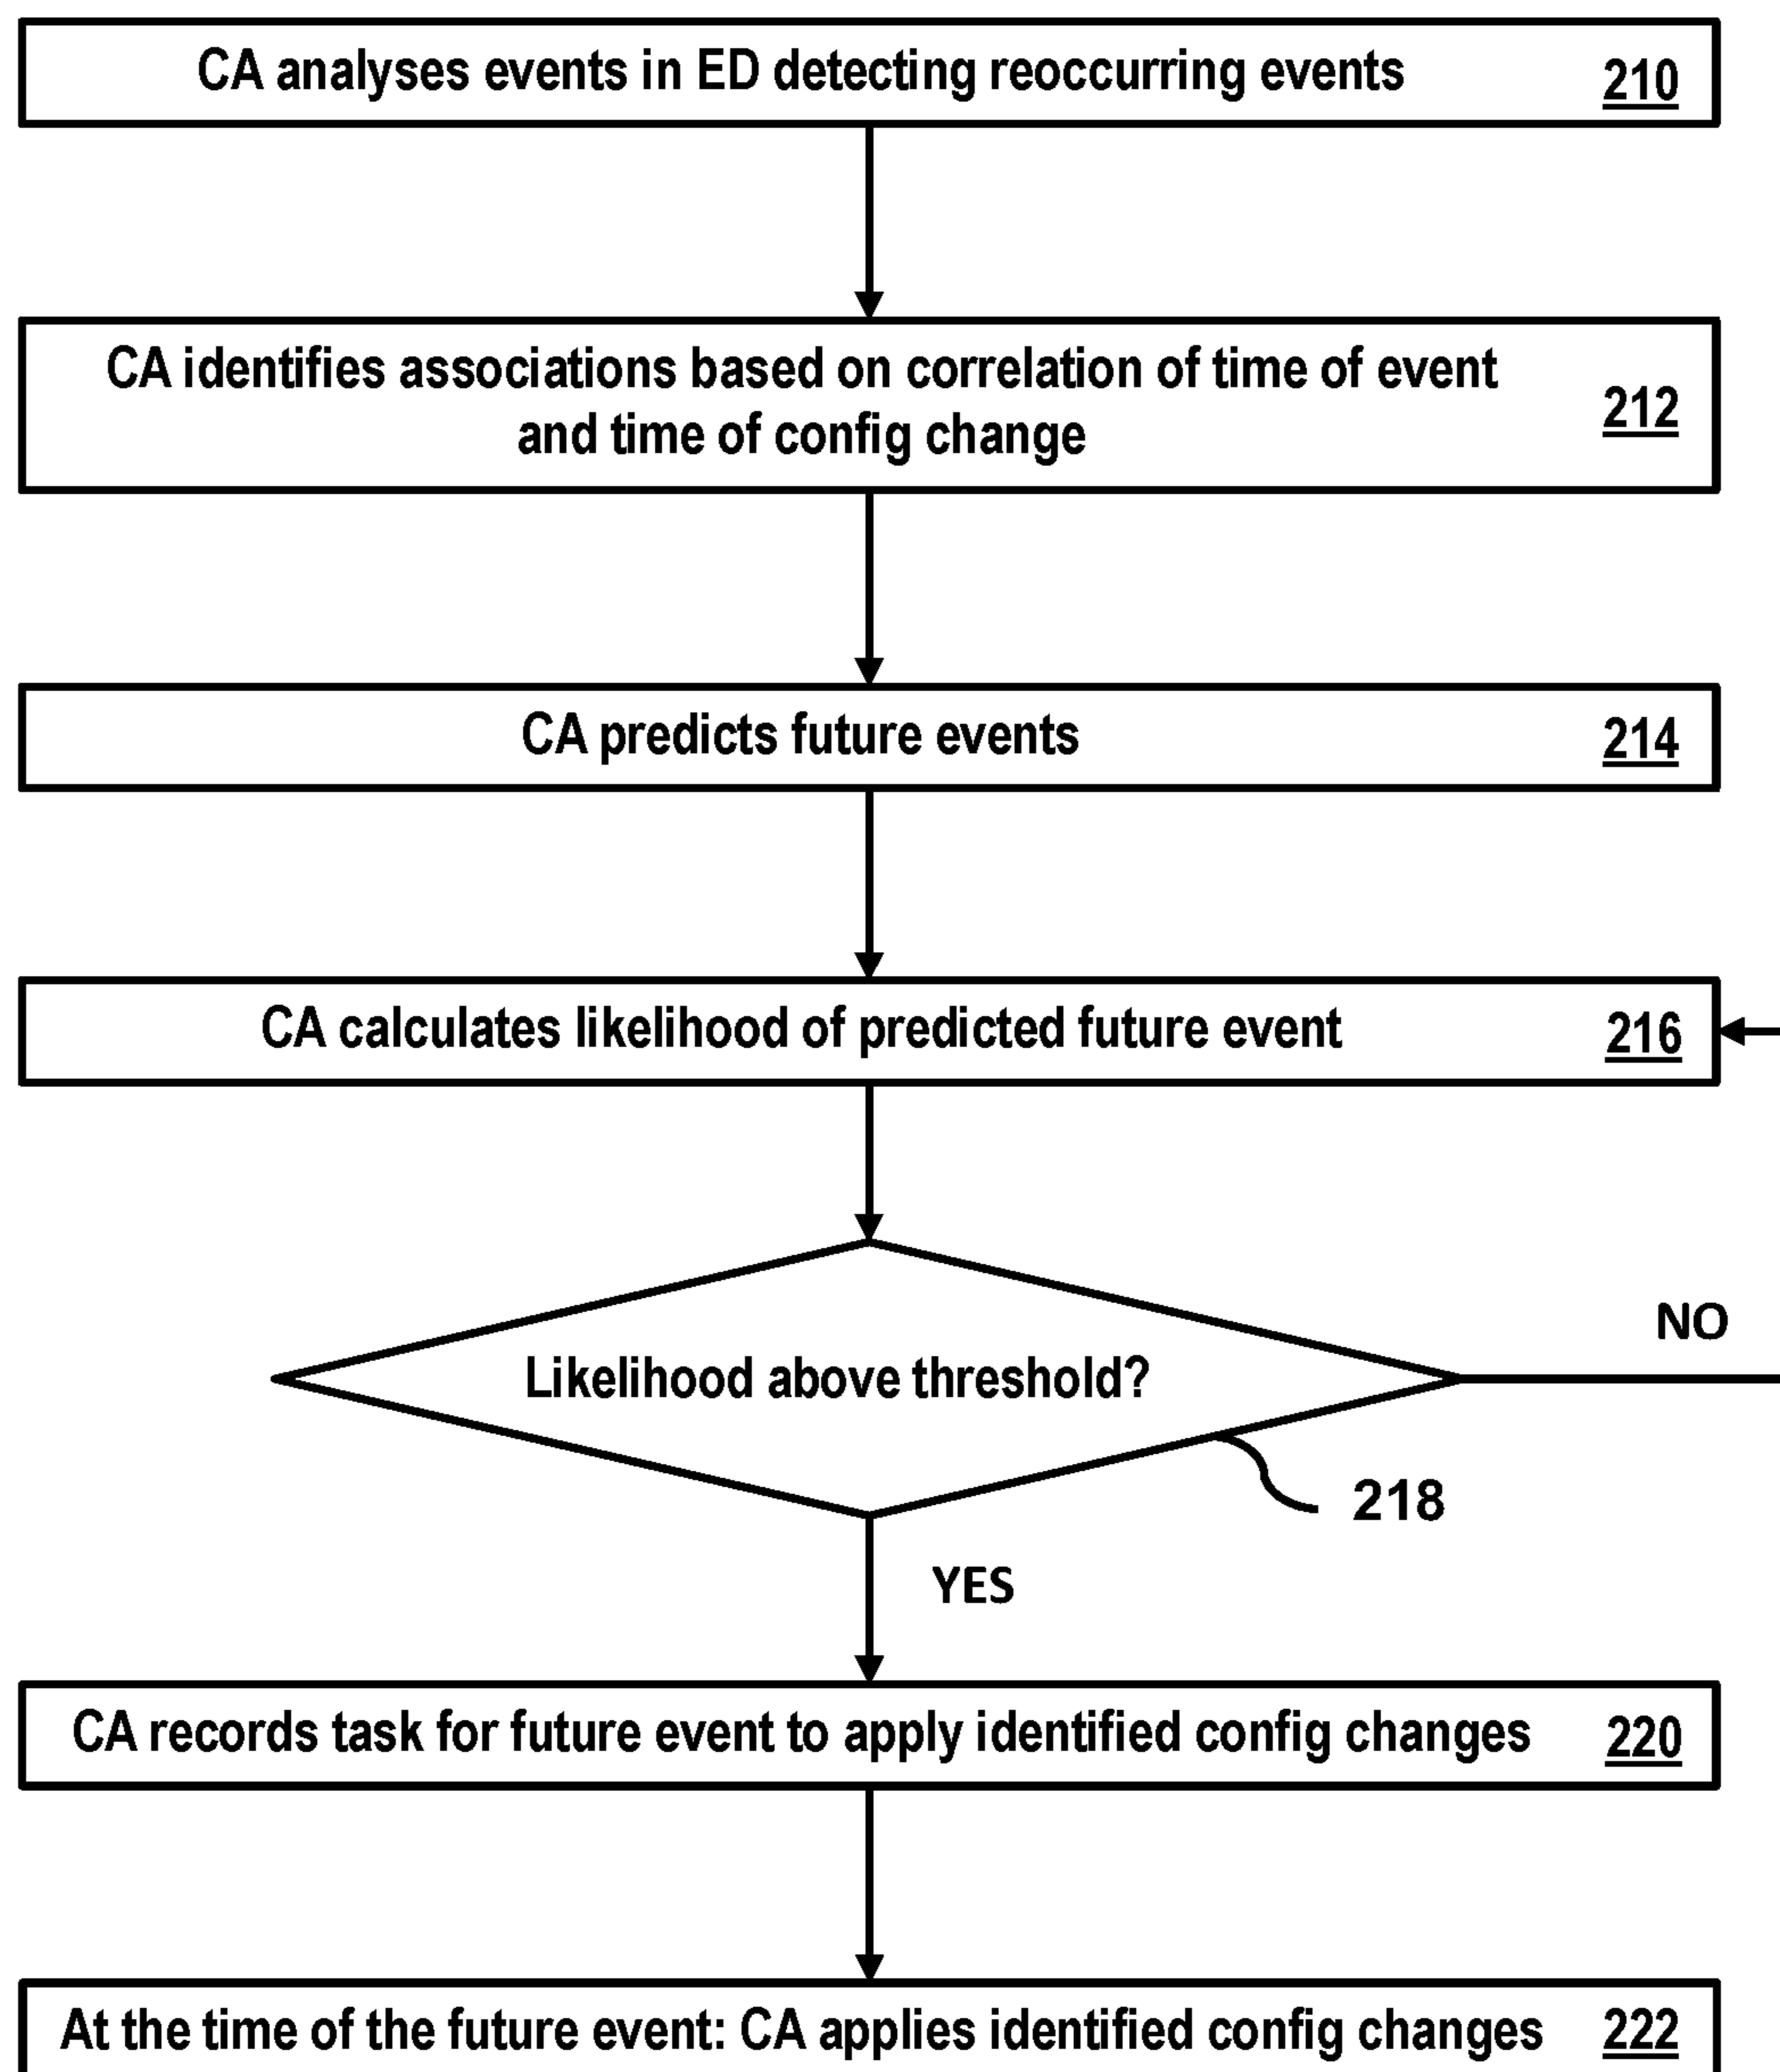 CA analyses events in ED detecting reoccurring events 210
CA identifies associations based on correlation of time of event
and time of config change
212
CA predicts future events 214
CA calculates likelihood of predicted future event 216
Likelihood above threshold?
NO
218
YES
CA records task for future event to apply identified config changes 220
At the time of the future event: CA applies identified config changes 222